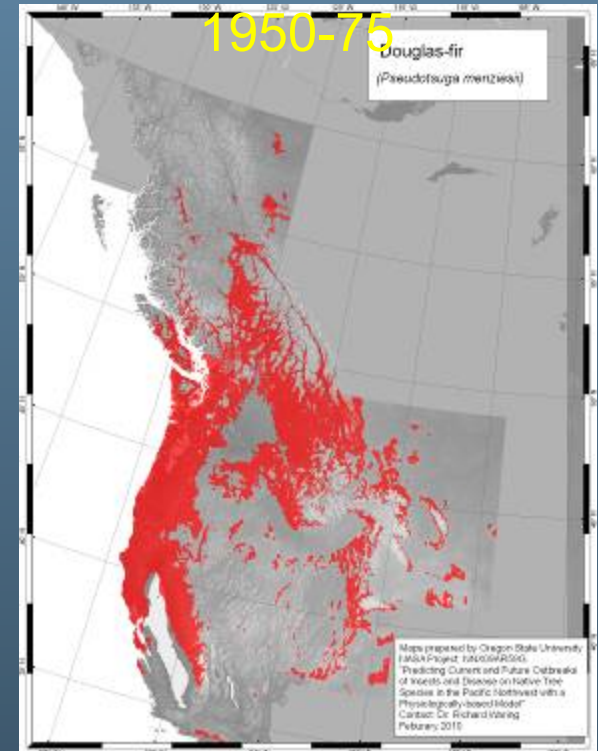 1950-75
Douglas-fir
(Pseudotsuga menziesii)
Maps prepared by Oregon State University
NASA Project:
"Predicting Current and Future Outbreaks
of Insects and Disease on Native Tree
Species in the Pacific Northwest with a
Physiologically-based Model"
Contact: Dr. Richard Waring
Feburary 2010